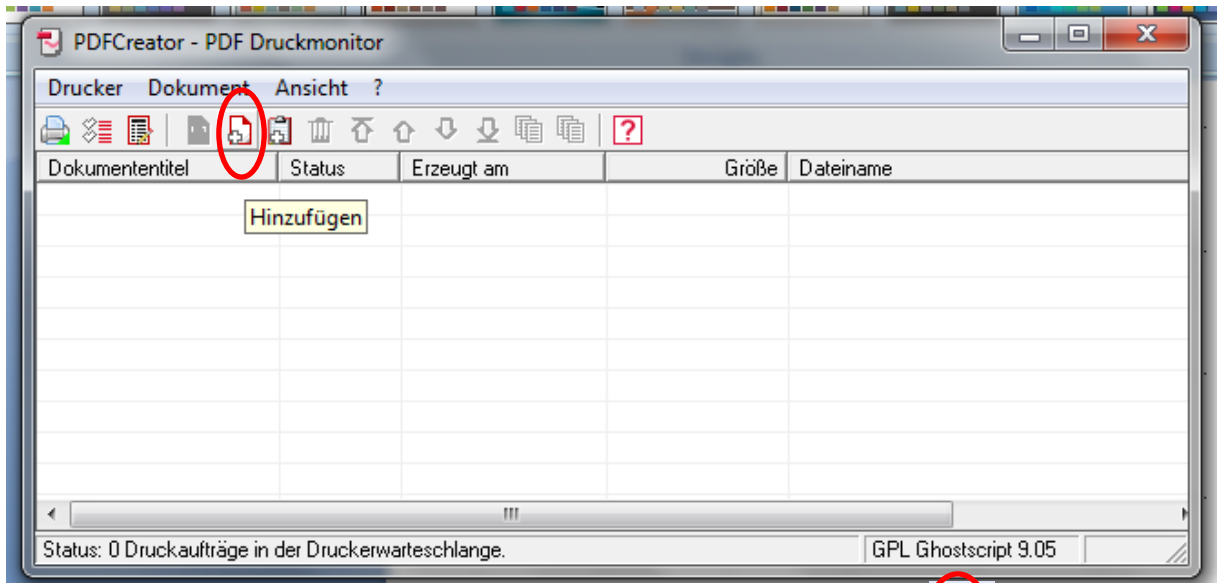 PDFCreator - PDF Druckmonitor
Drucker Dokument Ansicht ?
Dokumententitel Status Erzeugt am Größe Dateiname
Hinzufügen
Status: 0 Druckaufträge in der Druckerwarteschlange. GPL Ghostscript 9.05